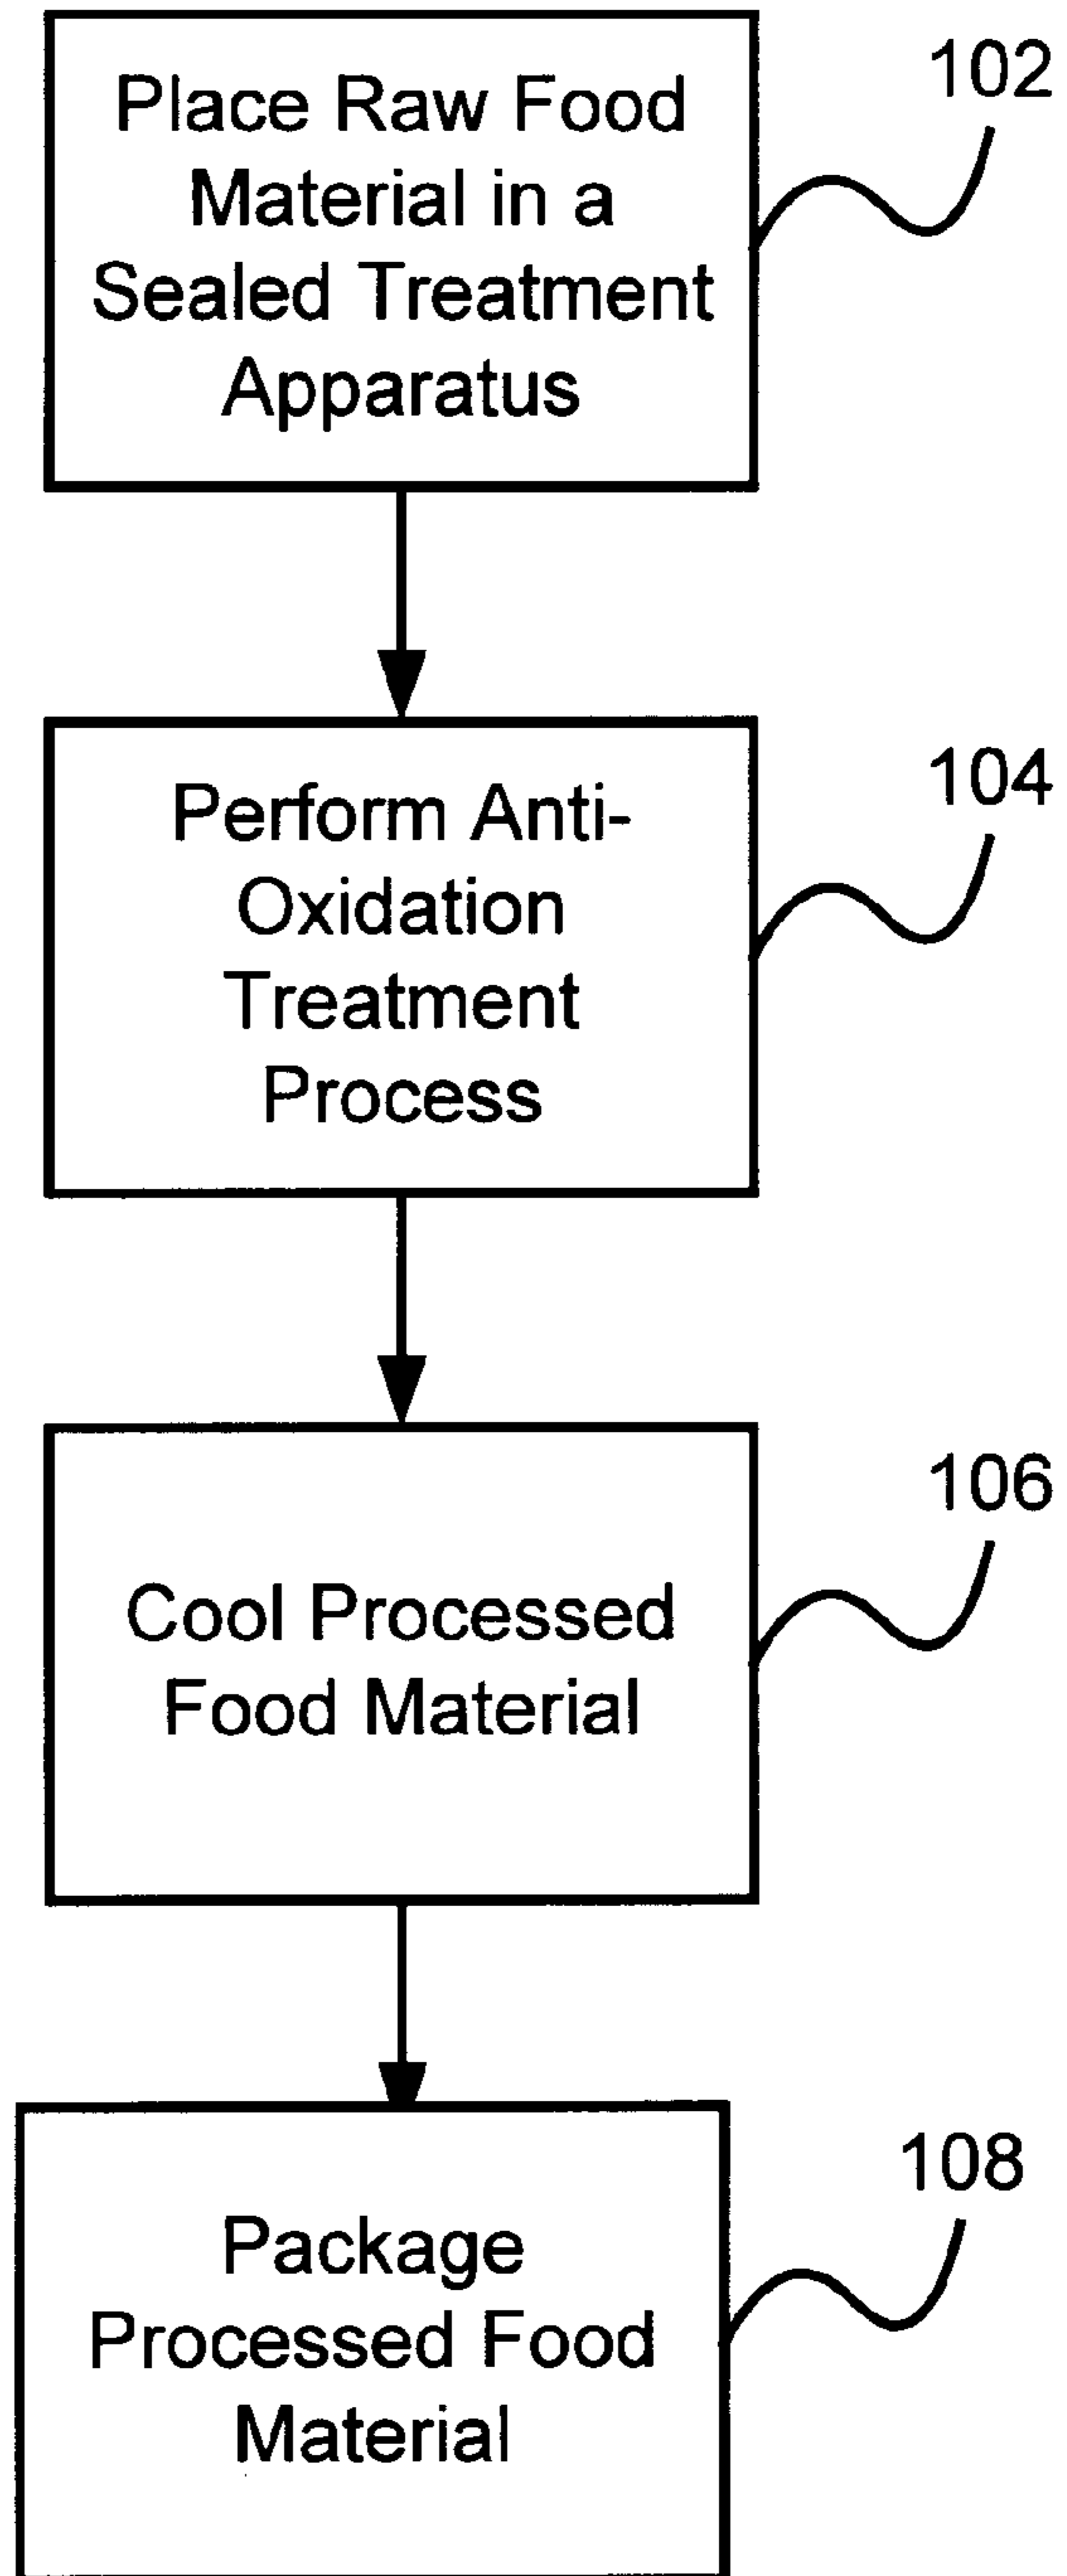 Place Raw Food
Material in a
Sealed Treatment
Apparatus
102
Perform Anti-
Oxidation
Treatment
Process
104
Cool Processed
Food Material
106
Package
Processed Food
Material
108